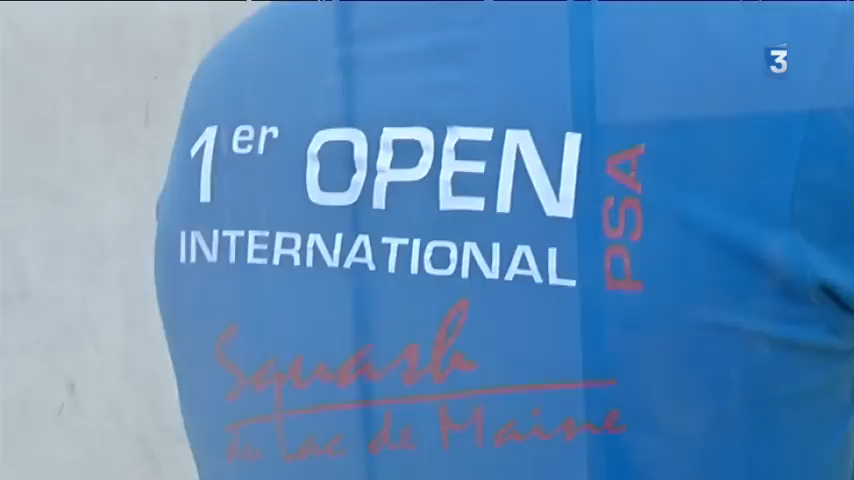 3
1er OPEN
INTERNATIONAL
PSA
Squash
du Lac de Maine